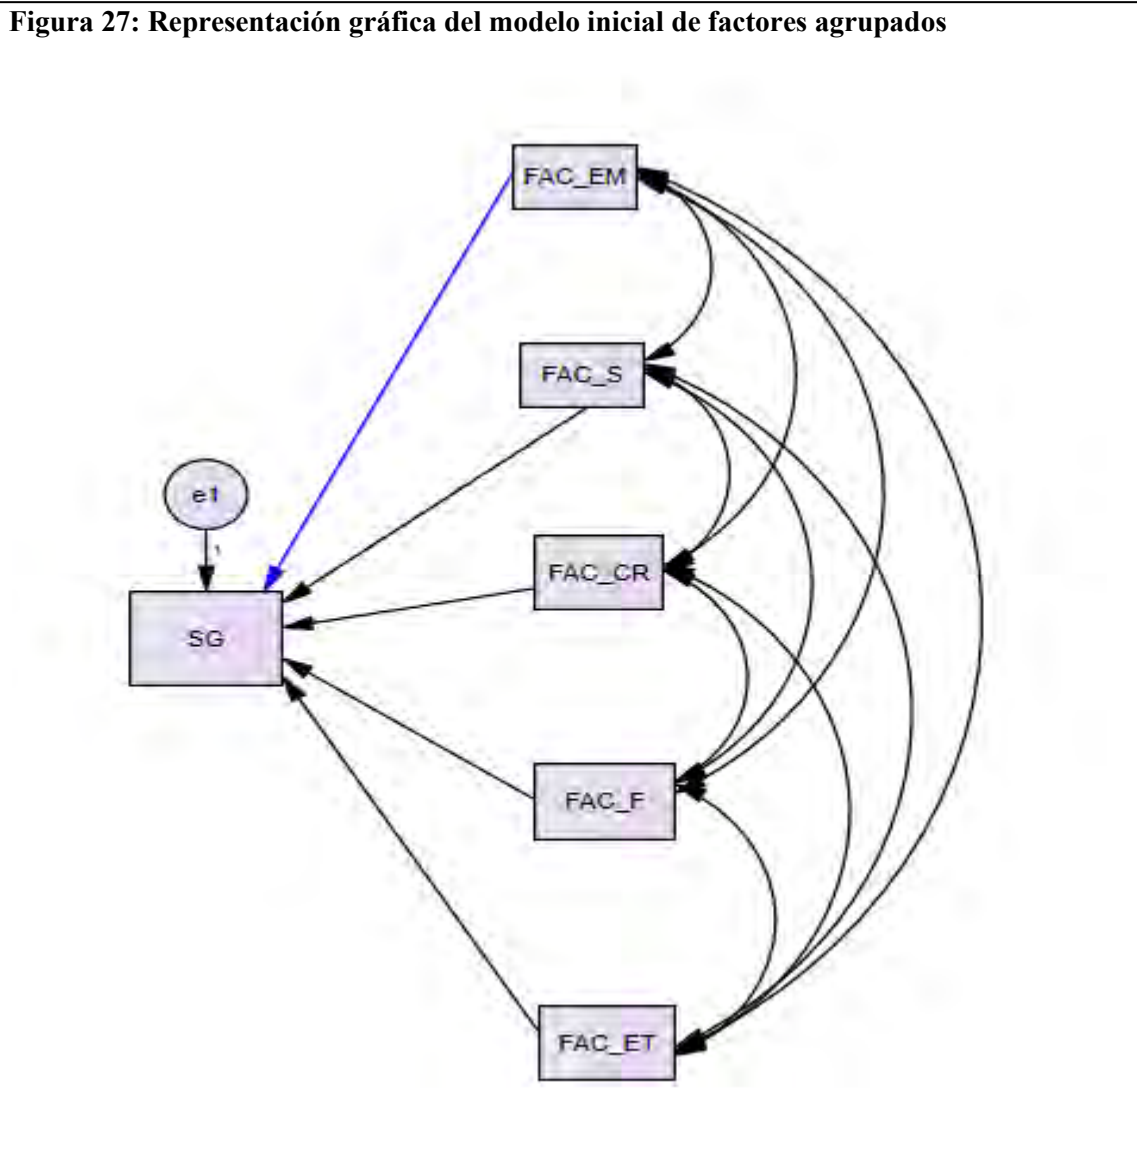 Figura 27: Representación gráfica del modelo inicial de factores agrupados
FAC_EM
FAC_S
e1
1
FAC_CR
SG
FAC_F
FAC_ET